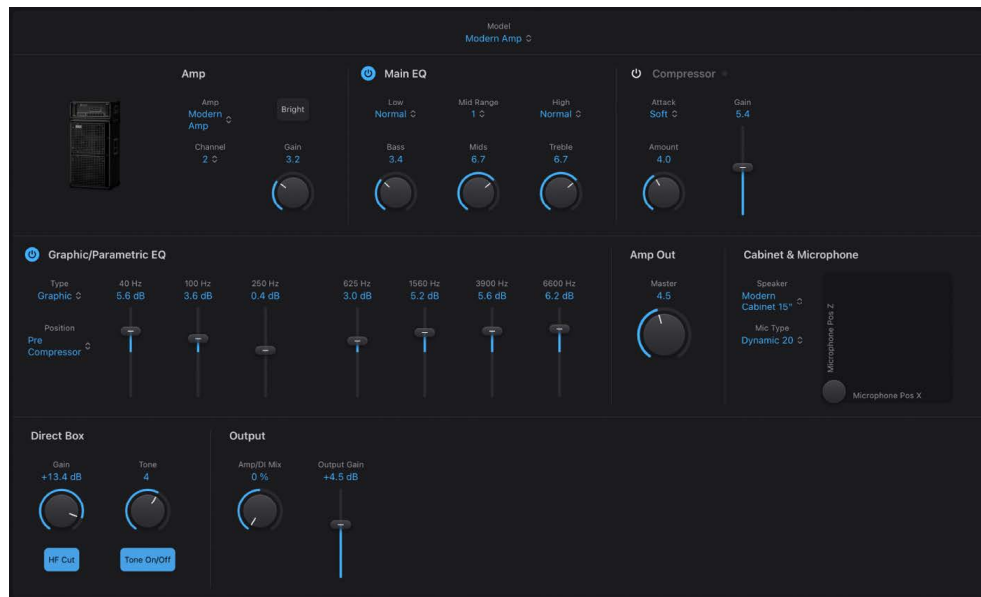 Model
Modern Amp
Amp
Main EQ
Compressor
Amp
Modern
Amp
Bright
Low
Normal
Mid Range
1
High
Normal
Attack
Soft
Gain
5.4
Channel
2
Gain
3.2
Bass
3.4
Mids
6.7
Treble
6.7
Amount
4.0
Graphic/Parametric EQ
Amp Out
Cabinet & Microphone
Type
Graphic
40 Hz
5.6 dB
100 Hz
3.6 dB
250 Hz
0.4 dB
625 Hz
3.0 dB
1560 Hz
5.2 dB
3900 Hz
5.6 dB
6600 Hz
6.2 dB
Master
4.5
Speaker
Modern
Cabinet 15"
Position
Pre
Compressor
Mic Type
Dynamic 20
Microphone Pos Z
Microphone Pos X
Direct Box
Output
Gain
+13.4 dB
Tone
4
Amp/DI Mix
0 %
Output Gain
+4.5 dB
HF Cut
Tone On/Off